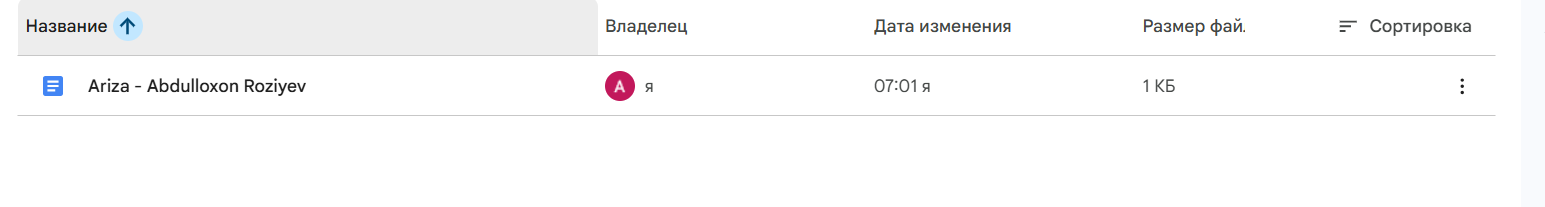 Название Владелец Дата изменения Размер фай. Сортировка
Ariza - Abdulloxon Roziyev А я 07:01 я 1 КБ